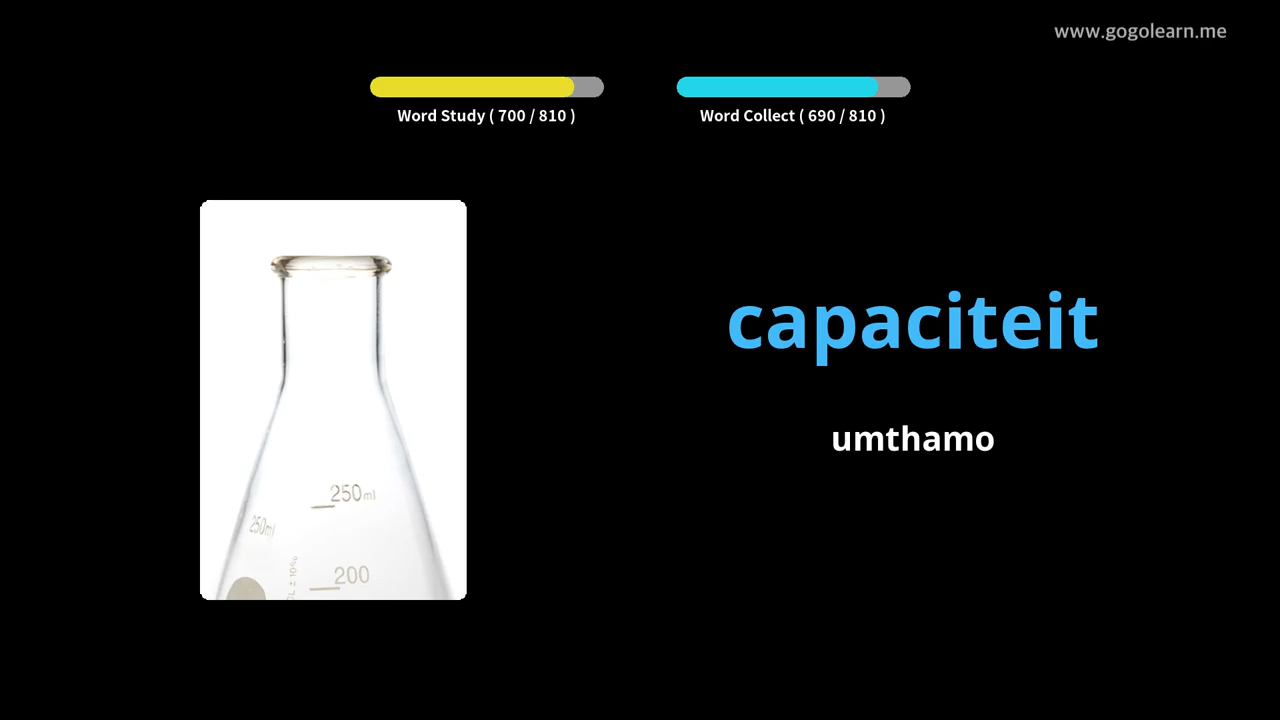 www.gogolearn.me
Word Study ( 700 / 810 )
Word Collect ( 690 / 810 )
capaciteit
umthamo
250ml
250ml
200